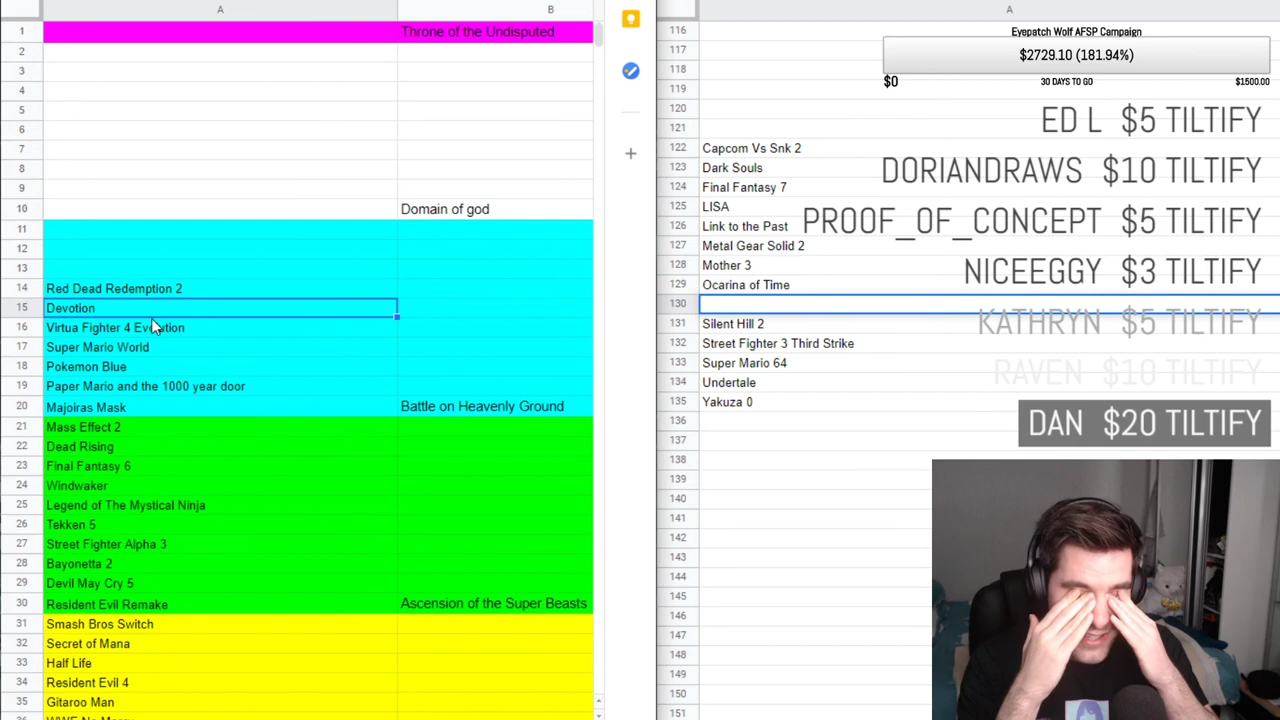 A
B
1 Throne of the Undisputed
2
3
4
5
6
7
8
9
10 Domain of god
11
12
13
14 Red Dead Redemption 2
15 Devotion
16 Virtua Fighter 4 Evolution
17 Super Mario World
18 Pokemon Blue
19 Paper Mario and the 1000 year door
20 Majoiras Mask Battle on Heavenly Ground
21 Mass Effect 2
22 Dead Rising
23 Final Fantasy 6
24 Windwaker
25 Legend of The Mystical Ninja
26 Tekken 5
27 Street Fighter Alpha 3
28 Bayonetta 2
29 Devil May Cry 5
30 Resident Evil Remake Ascension of the Super Beasts
31 Smash Bros Switch
32 Secret of Mana
33 Half Life
34 Resident Evil 4
35 Gitaroo Man
A
116
117
118
119
120
121
122 Capcom Vs Snk 2
123 Dark Souls
124 Final Fantasy 7
125 LISA
126 Link to the Past
127 Metal Gear Solid 2
128 Mother 3
129 Ocarina of Time
130
131 Silent Hill 2
132 Street Fighter 3 Third Strike
133 Super Mario 64
134 Undertale
135 Yakuza 0
136
137
138
139
140
141
142
143
144
145
146
147
148
149
150
151
Eyepatch Wolf AFSP Campaign
$2729.10 (181.94%)
$0 30 DAYS TO GO $1500.00
ED L $5 TILTIFY
DORIANDRAWS $10 TILTIFY
PROOF_OF_CONCEPT $5 TILTIFY
NICEEGGY $3 TILTIFY
KATHRYN $5 TILTIFY
RAVEN $10 TILTIFY
DAN $20 TILTIFY